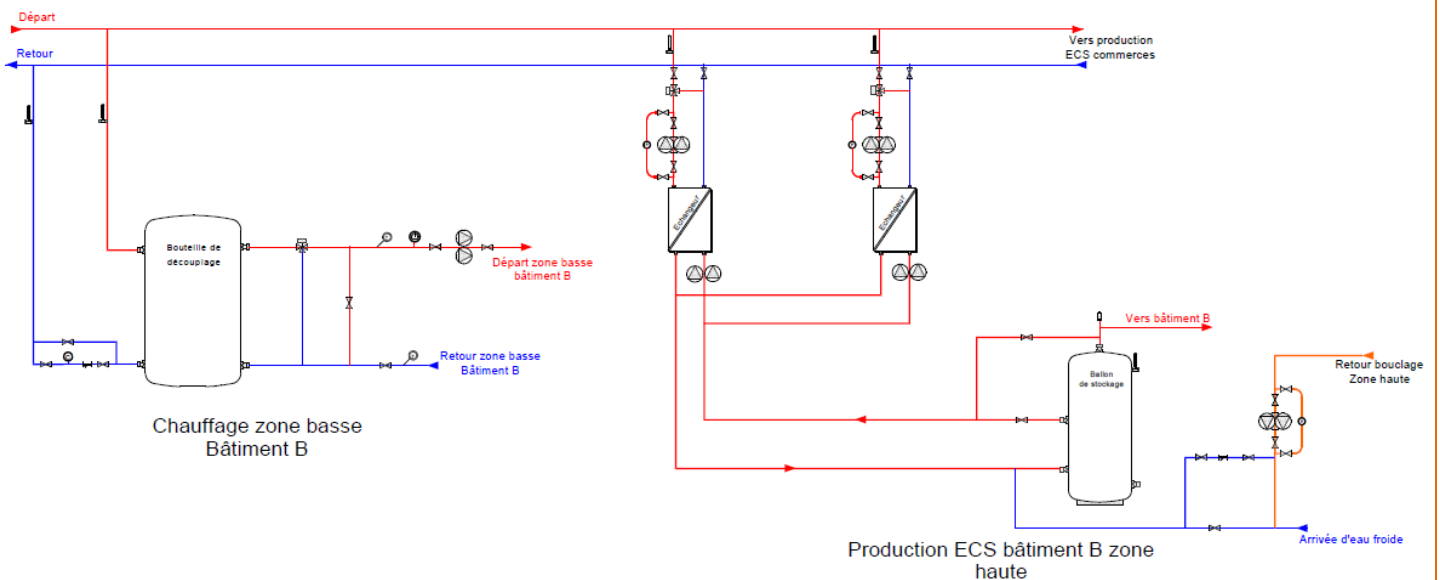 Départ
Retour
Vers production
ECS commerces
Echangeur
Echangeur
Bouteille de
découplage
Départ zone basse
bâtiment B
Retour zone basse
Bâtiment B
Chauffage zone basse
Bâtiment B
Vers bâtiment B
Ballon
de stockage
Retour bouclage
Zone haute
Arrivée d'eau froide
Production ECS bâtiment B zone
haute